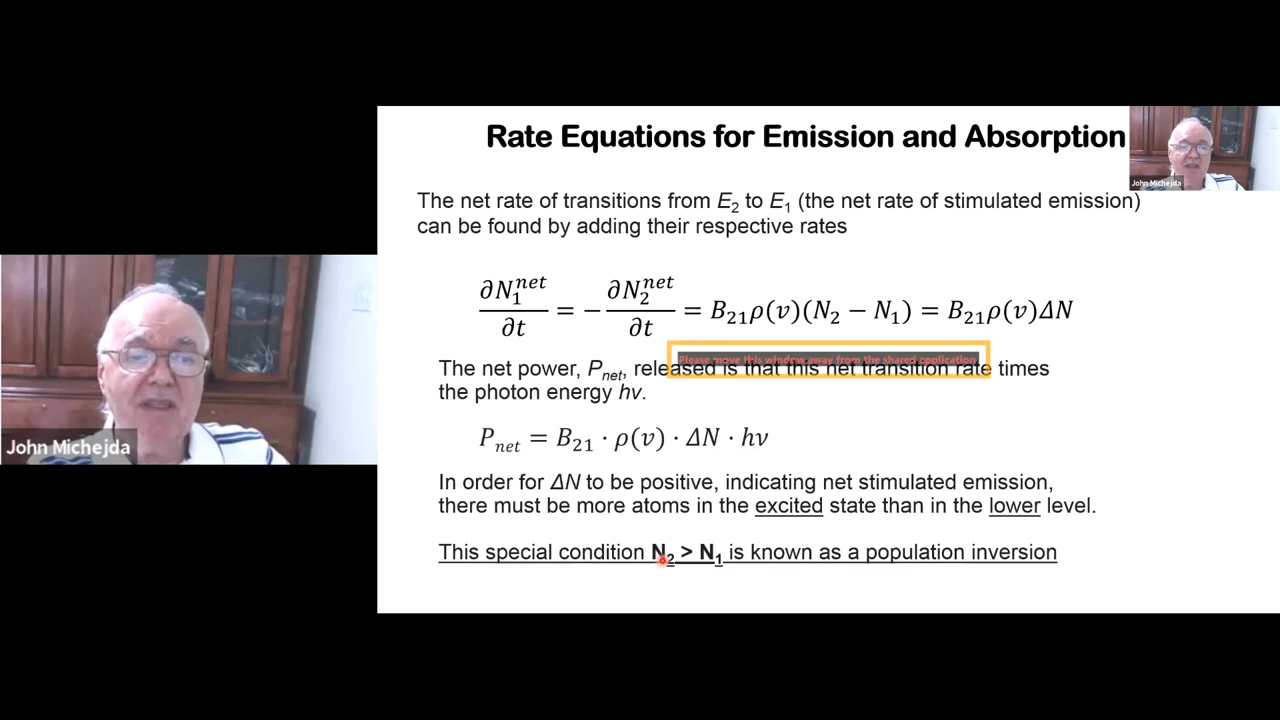 Rate Equations for Emission and Absorption
John Michejda
The net rate of transitions from E₂ to E₁ (the net rate of stimulated emission)
can be found by adding their respective rates
∂N₁ⁿᵉᵗ/∂t = −∂N₂ⁿᵉᵗ/∂t = B₂₁ρ(v)(N₂ − N₁) = B₂₁ρ(v)ΔN
Please move this window away from the shared application
The net power, Pₙₑₜ, released is that this net transition rate times
the photon energy hv.
Pₙₑₜ = B₂₁ · ρ(v) · ΔN · hv
John Michejda
In order for ΔN to be positive, indicating net stimulated emission,
there must be more atoms in the excited state than in the lower level.
This special condition N₂ > N₁ is known as a population inversion